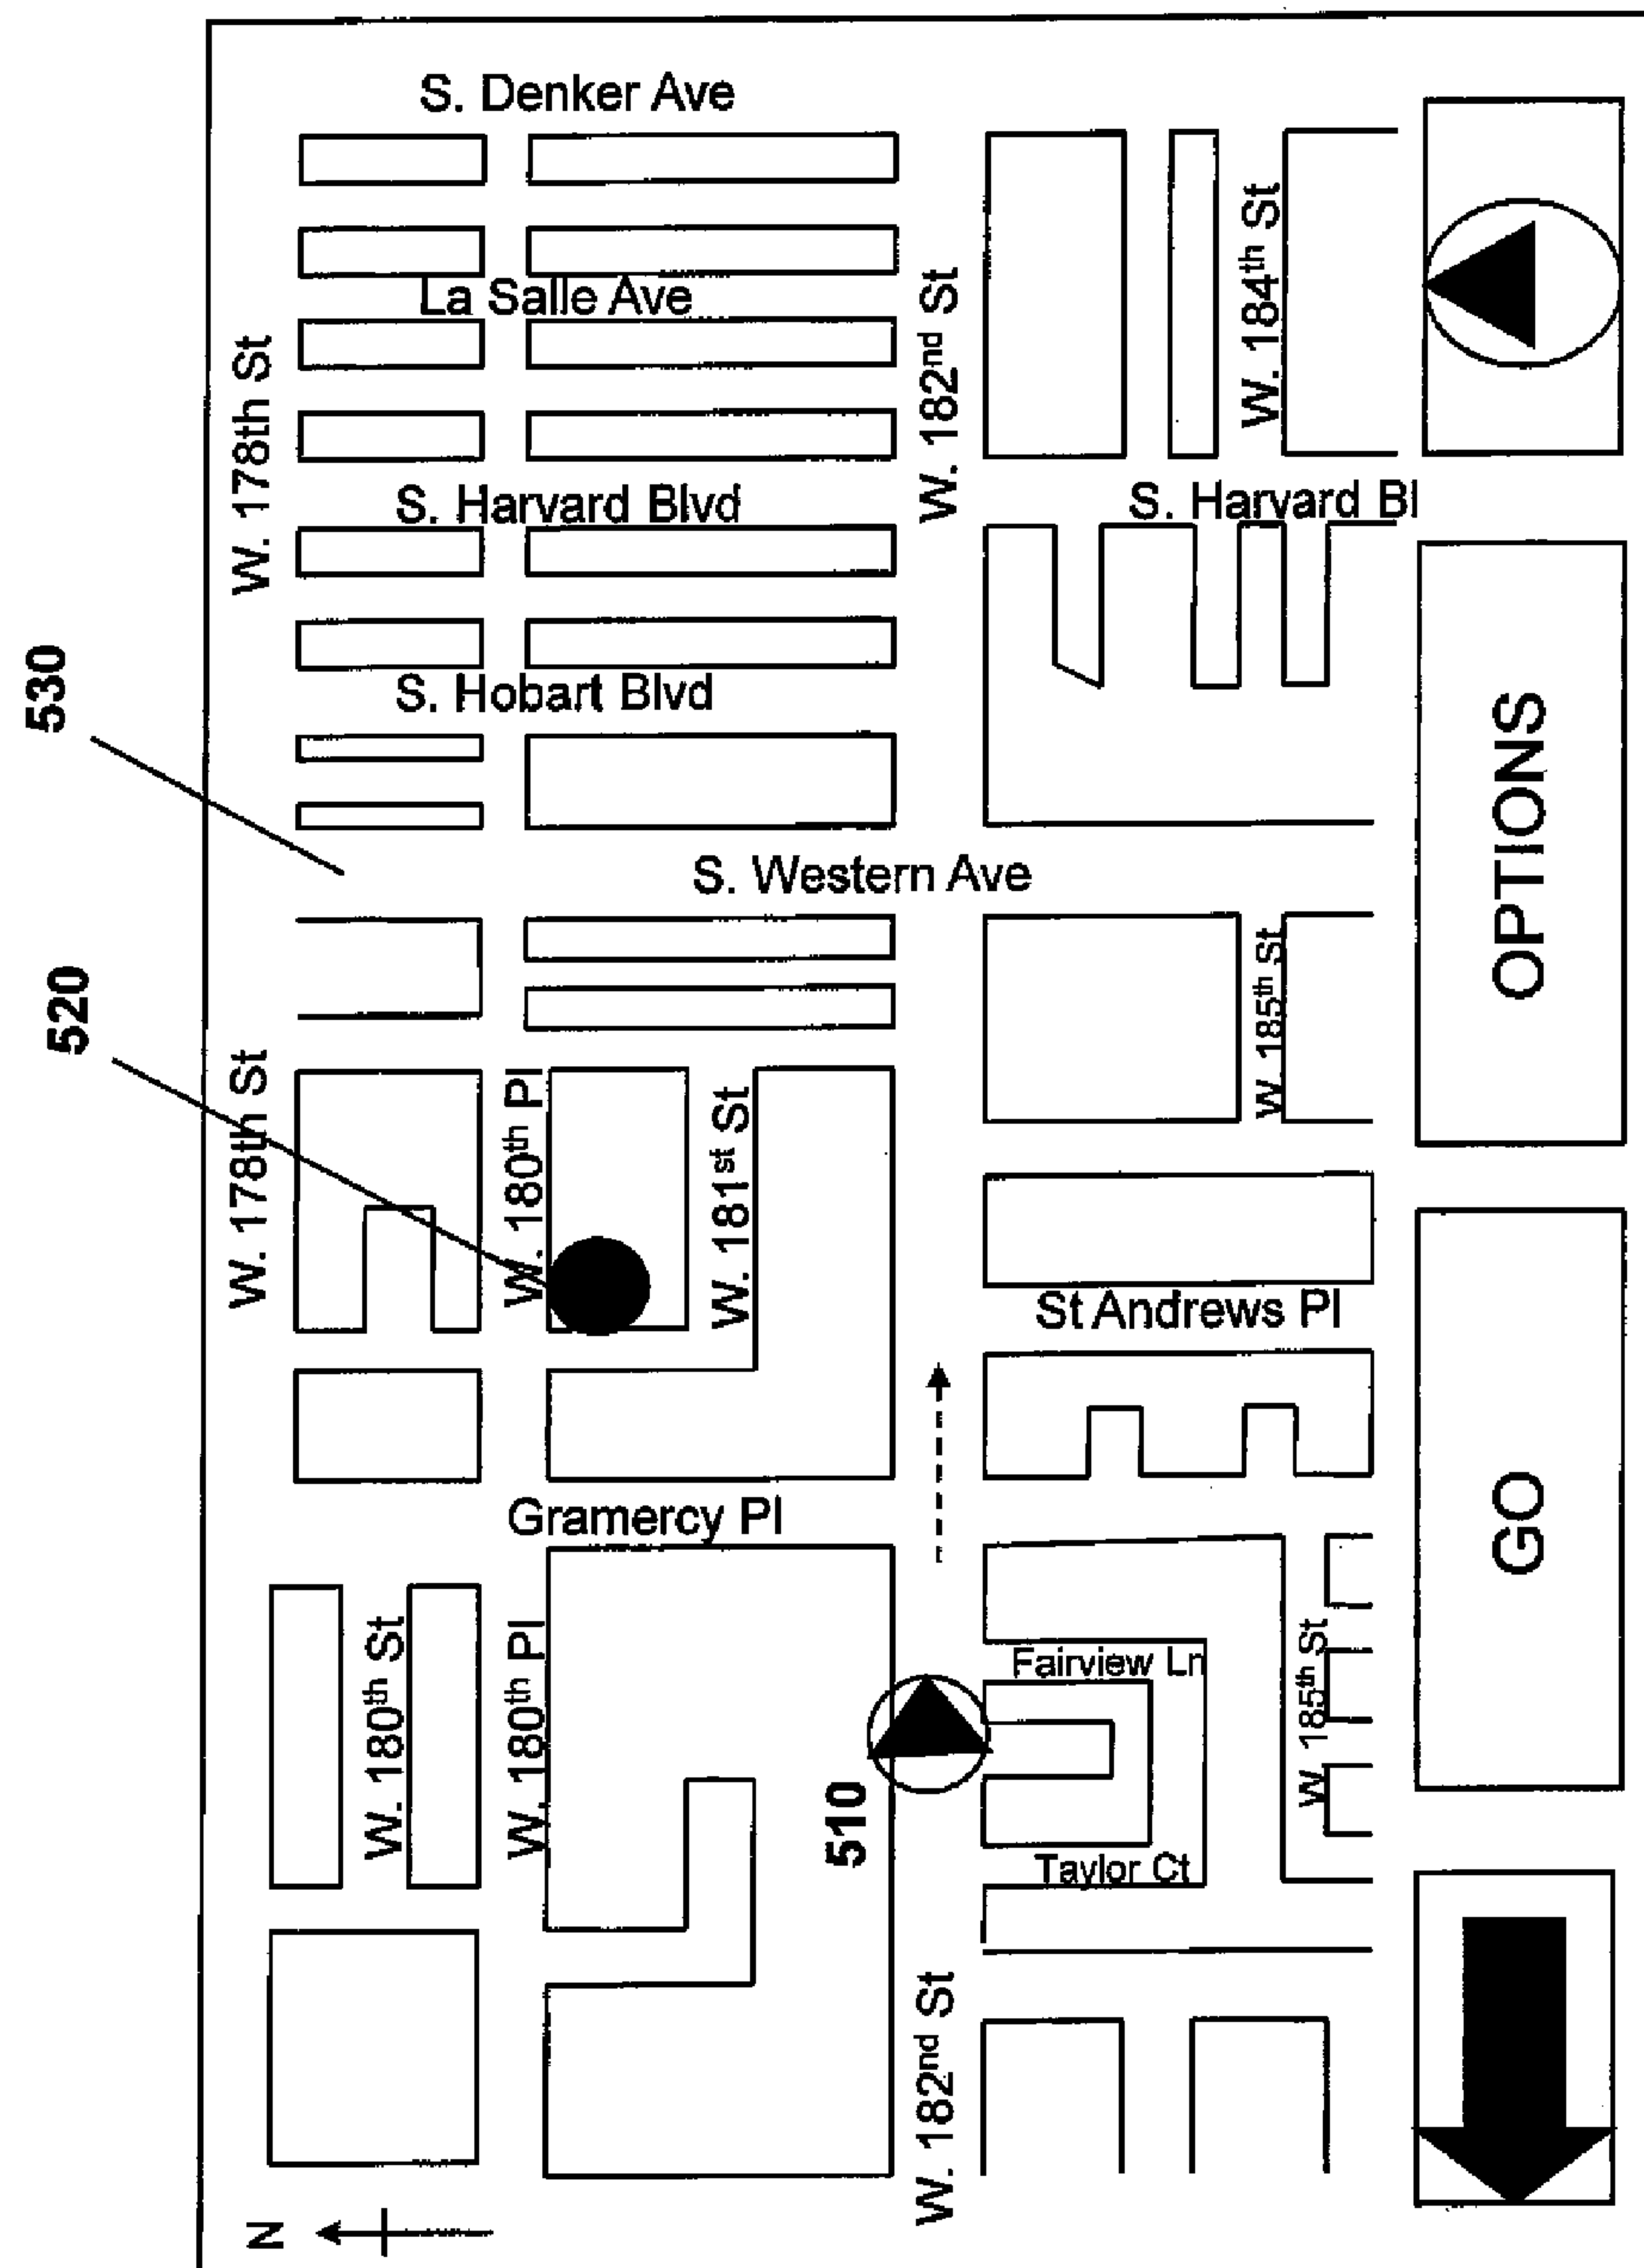 530
520
510
N
S. Denker Ave
La Salle Ave
S. Harvard Blvd
S. Harvard Bl
S. Hobart Blvd
S. Western Ave
St Andrews Pl
Gramercy Pl
Fairview Ln
Taylor Ct
W. 178th St
W. 178th St
W. 180th St
W. 180th Pl
W. 180th Pl
W. 181st St
W. 182nd St
W. 182nd St
W. 184th St
W. 185th St
W. 185th St
GO
OPTIONS